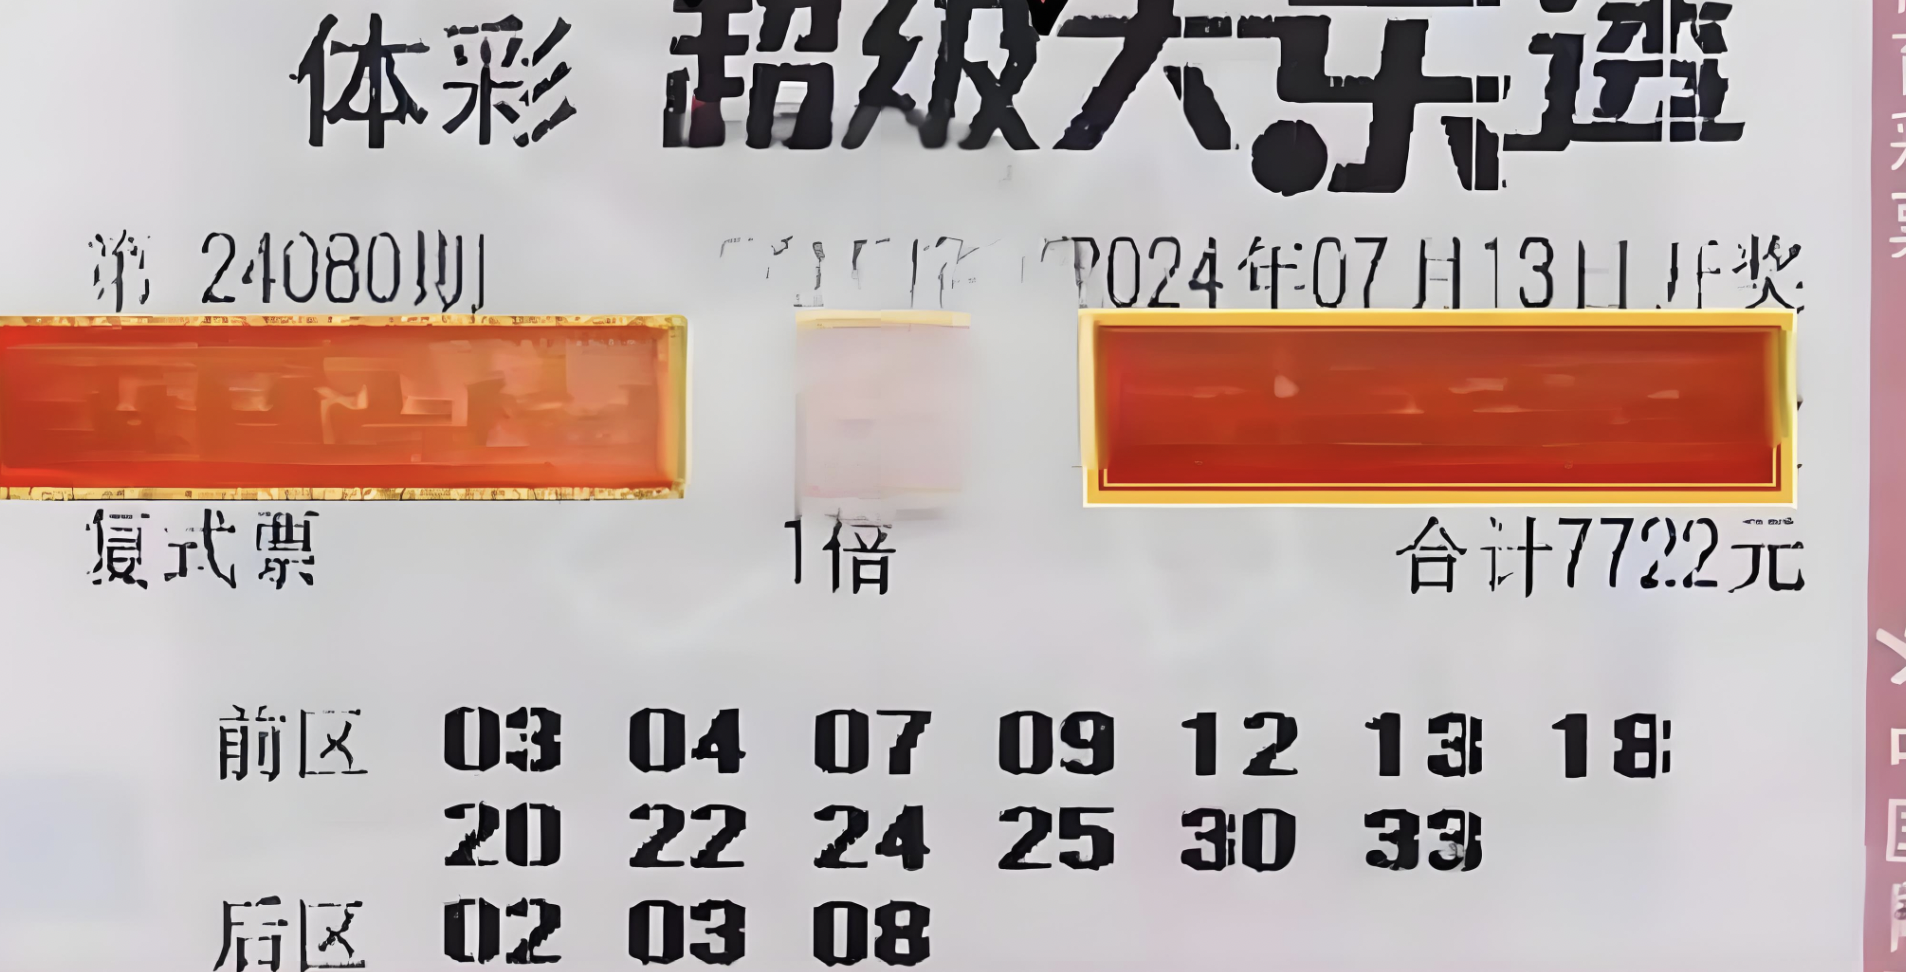 体彩 超级大乐透
第 24080期
2024年07月13日开奖
复式票 1倍 合计7722元
前区 03 04 07 09 12 13 18
20 22 24 25 30 33
后区 02 03 08
中国